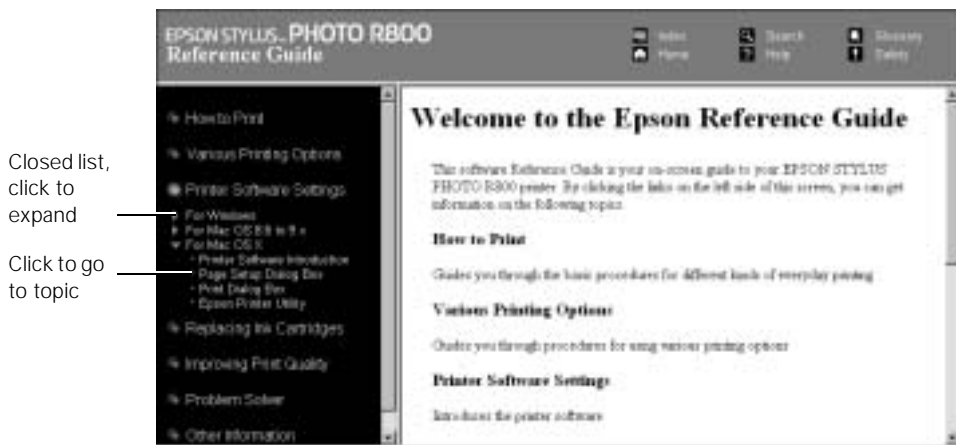 EPSON STYLUS PHOTO R800
Reference Guide
Index
Search
Glossary
Home
Help
Safety
How to Print
Various Printing Options
Printer Software Settings
For Windows
For Mac OS 8.6 to 9.x
For Mac OS X
Printer Software Introduction
Page Setup Dialog Box
Print Dialog Box
Epson Printer Utility
Replacing Ink Cartridges
Improving Print Quality
Problem Solver
Other Information
Closed list,
click to
expand
Click to go
to topic
Welcome to the Epson Reference Guide
This software Reference Guide is your on-screen guide to your EPSON STYLUS
PHOTO R800 printer. By clicking the links on the left side of this screen, you can get
information on the following topics.
How to Print
Guides you through the basic procedures for different kinds of everyday printing
Various Printing Options
Guides you through procedures for using various printing options
Printer Software Settings
Introduces the printer software